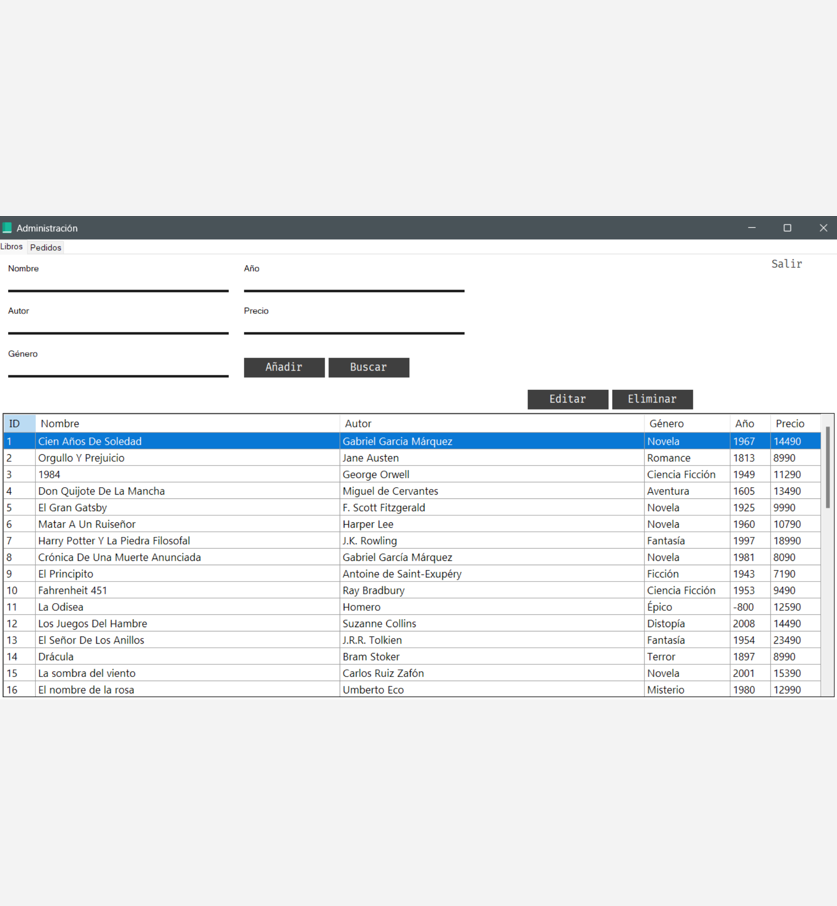 Administración
Libros Pedidos
Salir
Nombre Año
Autor Precio
Género
Añadir Buscar
Editar Eliminar
ID Nombre Autor Género Año Precio
1 Cien Años De Soledad Gabriel Garcia Márquez Novela 1967 14490
2 Orgullo Y Prejuicio Jane Austen Romance 1813 8990
3 1984 George Orwell Ciencia Ficción 1949 11290
4 Don Quijote De La Mancha Miguel de Cervantes Aventura 1605 13490
5 El Gran Gatsby F. Scott Fitzgerald Novela 1925 9990
6 Matar A Un Ruiseñor Harper Lee Novela 1960 10790
7 Harry Potter Y La Piedra Filosofal J.K. Rowling Fantasía 1997 18990
8 Crónica De Una Muerte Anunciada Gabriel García Márquez Novela 1981 8090
9 El Principito Antoine de Saint-Exupéry Ficción 1943 7190
10 Fahrenheit 451 Ray Bradbury Ciencia Ficción 1953 9490
11 La Odisea Homero Épico -800 12590
12 Los Juegos Del Hambre Suzanne Collins Distopía 2008 14490
13 El Señor De Los Anillos J.R.R. Tolkien Fantasía 1954 23490
14 Drácula Bram Stoker Terror 1897 8990
15 La sombra del viento Carlos Ruiz Zafón Novela 2001 15390
16 El nombre de la rosa Umberto Eco Misterio 1980 12990